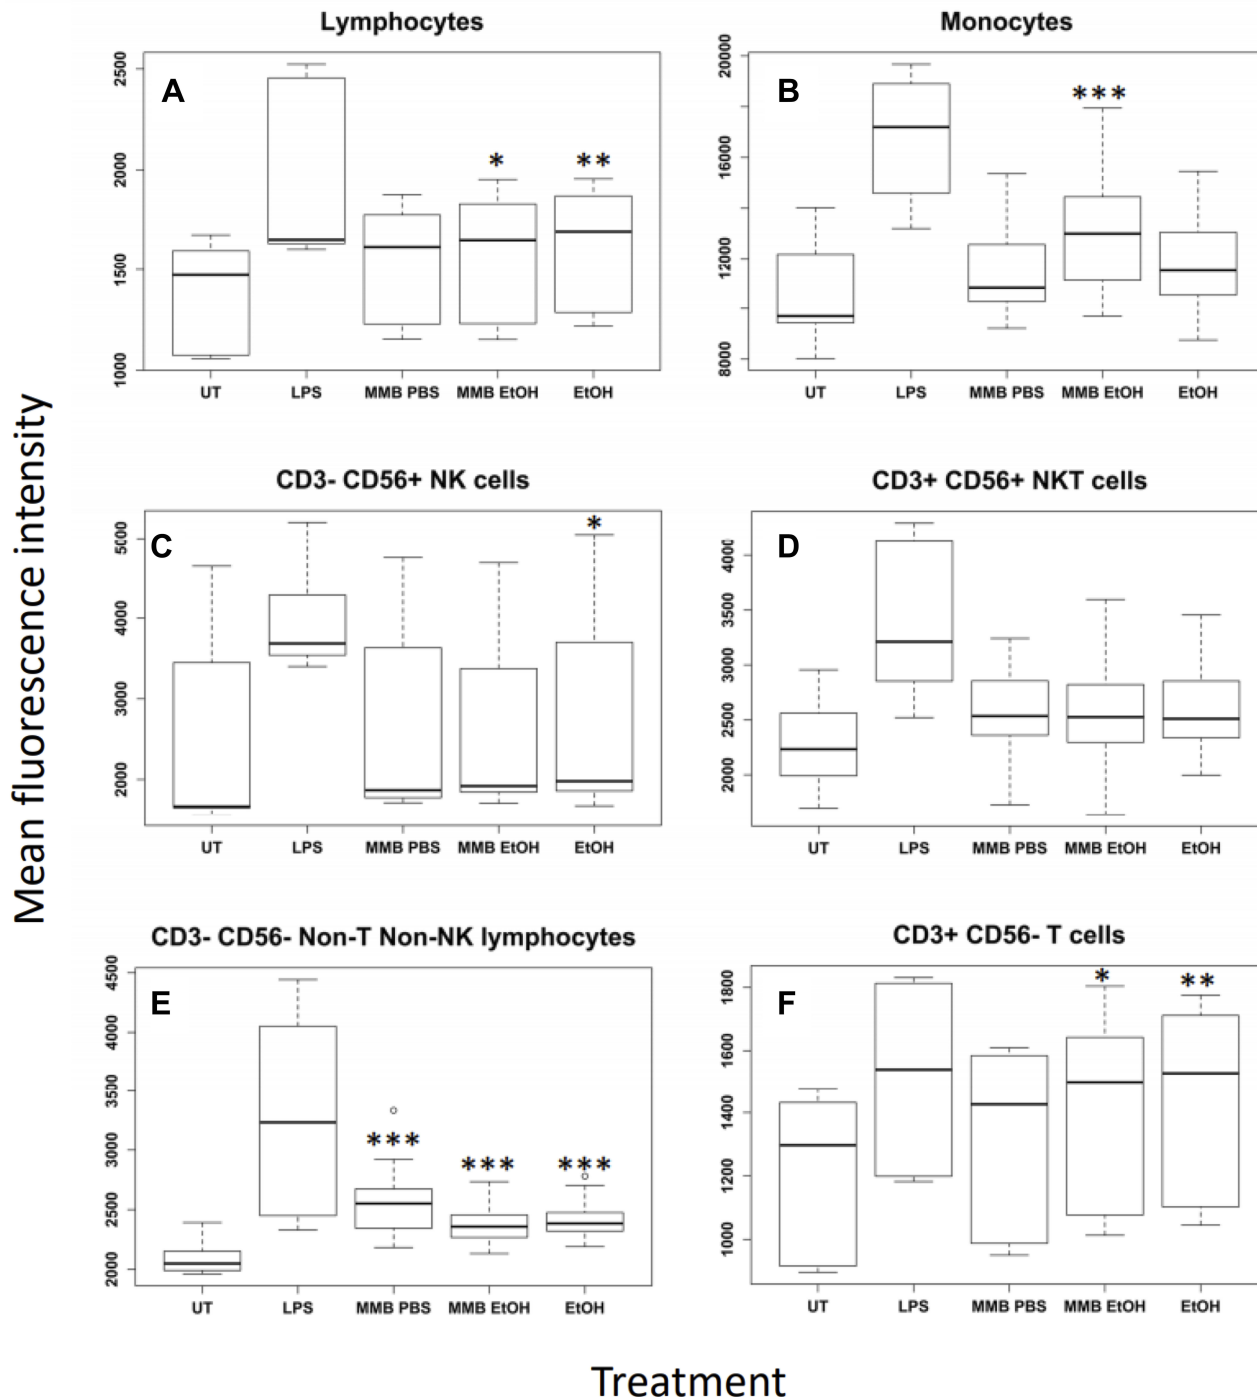 Lymphocytes
A
2500
2000
1500
1000
*
**
UT LPS MMB PBS MMB EtOH EtOH
Monocytes
B
20000
16000
12000
8000
***
UT LPS MMB PBS MMB EtOH EtOH
Mean fluorescence intensity
CD3- CD56+ NK cells
C
5000
4000
3000
2000
*
UT LPS MMB PBS MMB EtOH EtOH
CD3+ CD56+ NKT cells
D
4000
3500
3000
2500
2000
UT LPS MMB PBS MMB EtOH EtOH
CD3- CD56- Non-T Non-NK lymphocytes
E
4500
4000
3500
3000
2500
2000
*** *** ***
UT LPS MMB PBS MMB EtOH EtOH
CD3+ CD56- T cells
F
1800
1600
1400
1200
1000
* **
UT LPS MMB PBS MMB EtOH EtOH
Treatment